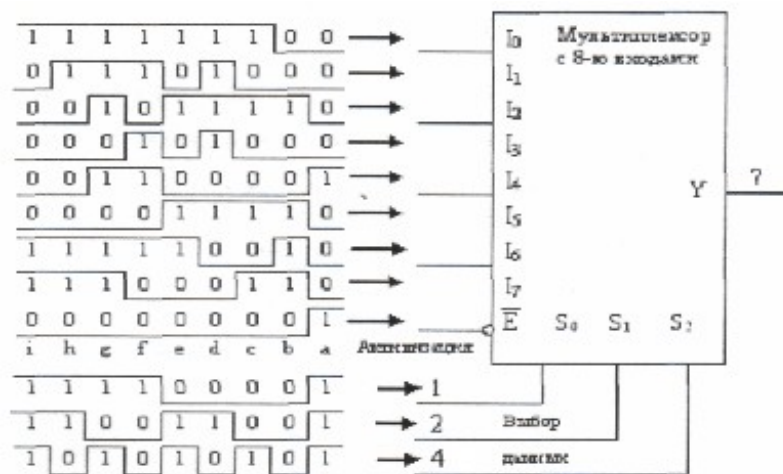 1 1 1 1 1 1 1 0 0
0 1 1 1 0 1 0 0 0
0 0 1 0 1 1 1 1 0
0 0 0 1 0 1 0 0 0
0 0 1 1 0 0 0 0 1
0 0 0 0 1 1 1 1 0
1 1 1 1 1 0 0 1 0
1 1 1 0 0 0 1 1 0
0 0 0 0 0 0 0 0 1
i h g f e d c b a
Активизация
1 1 1 1 0 0 0 0 1
1 1 0 0 1 1 0 0 1
1 0 1 0 1 0 1 0 1
1
2 Выбор
4 данных
I0 Мультиплексор
I1 с 8-ю входами
I2
I3
I4
I5
I6
I7
Y
?
E S0 S1 S2